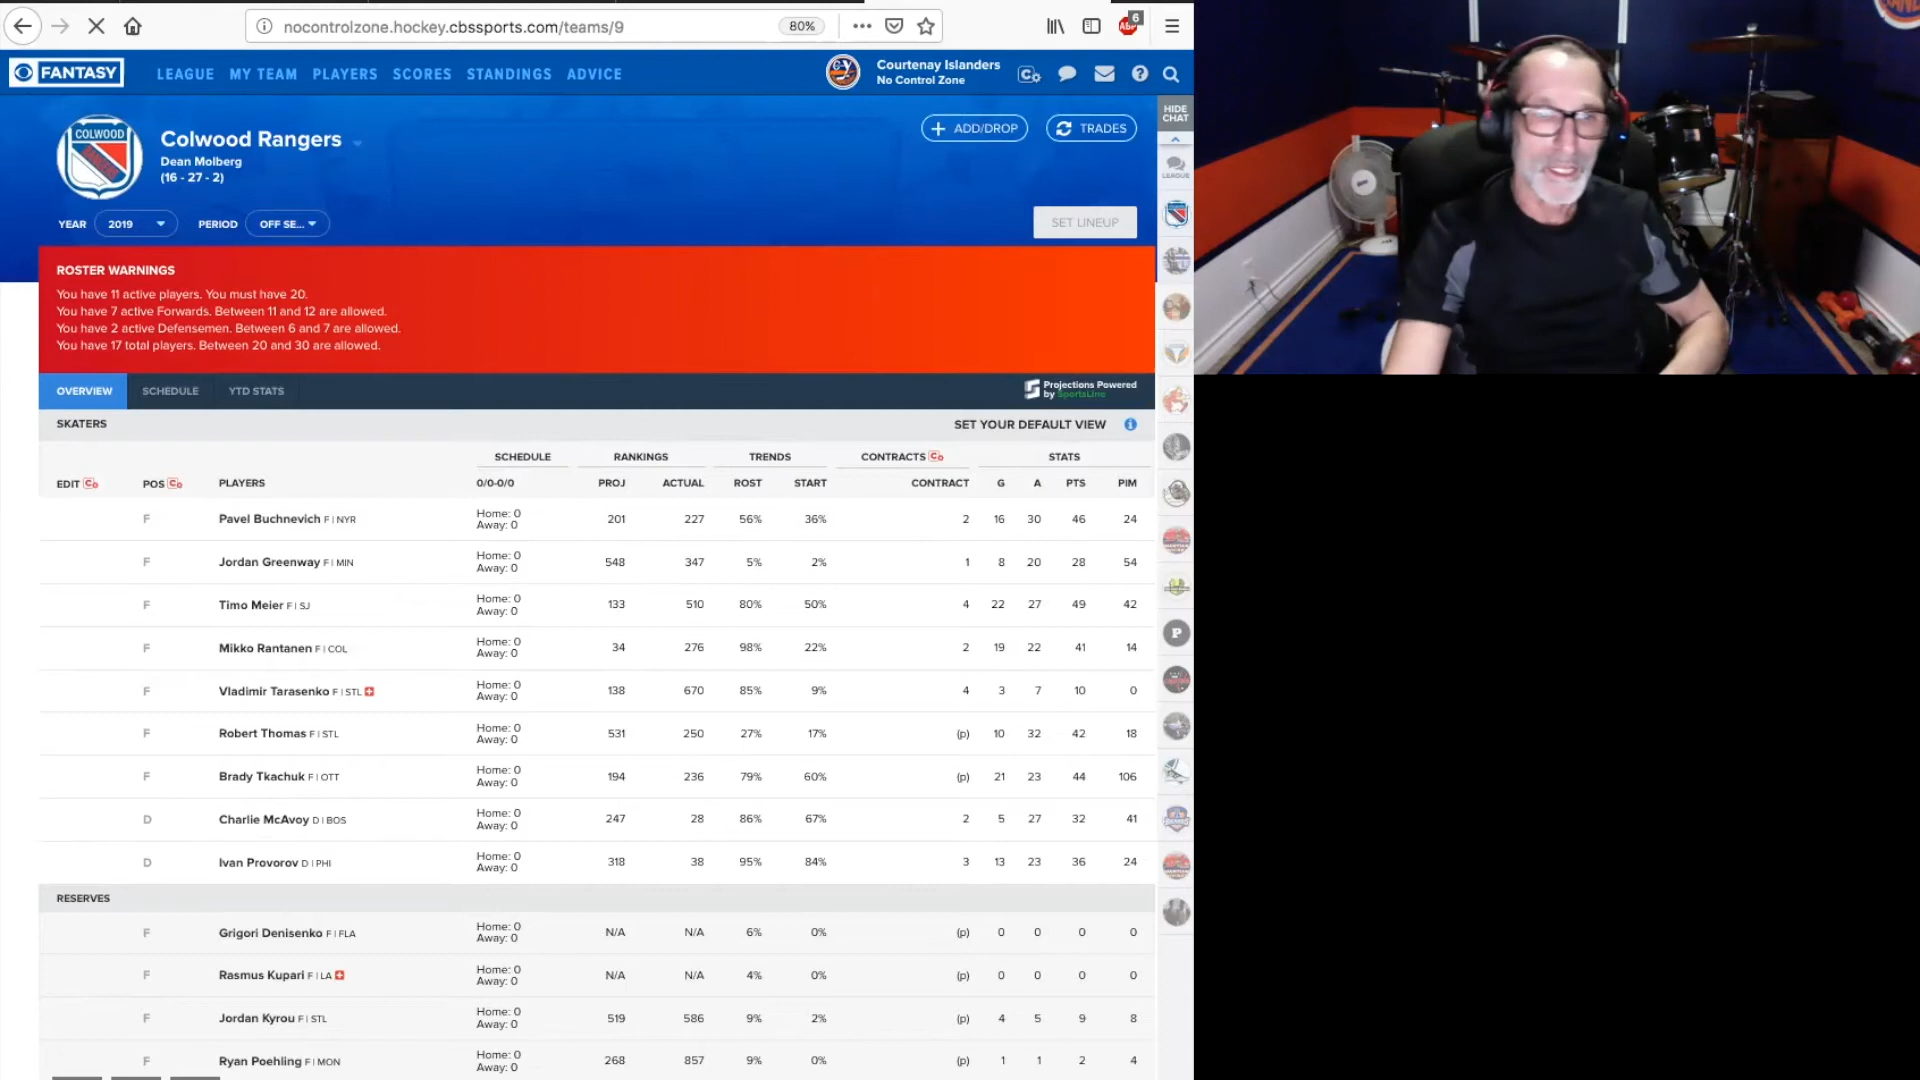 nocontrolzone.hockey.cbssports.com/teams/9
80%
6
FANTASY
LEAGUE MY TEAM PLAYERS SCORES STANDINGS ADVICE
Courtenay Islanders
No Control Zone
HIDE CHAT
LEAGUE
COLWOOD
RANGERS
Colwood Rangers
Dean Molberg
(16 - 27 - 2)
+ ADD/DROP
TRADES
YEAR 2019 PERIOD OFF SE...
SET LINEUP
ROSTER WARNINGS
You have 11 active players. You must have 20.
You have 7 active Forwards. Between 11 and 12 are allowed.
You have 2 active Defensemen. Between 6 and 7 are allowed.
You have 17 total players. Between 20 and 30 are allowed.
OVERVIEW SCHEDULE YTD STATS
Projections Powered
by SportsLine
SKATERS
SET YOUR DEFAULT VIEW
SCHEDULE RANKINGS TRENDS CONTRACTS STATS
EDIT POS PLAYERS 0/0-0/0 PROJ ACTUAL ROST START CONTRACT G A PTS PIM
F Pavel Buchnevich F | NYR Home: 0 Away: 0 201 227 56% 36% 2 16 30 46 24
F Jordan Greenway F | MIN Home: 0 Away: 0 548 347 5% 2% 1 8 20 28 54
F Timo Meier F | SJ Home: 0 Away: 0 133 510 80% 50% 4 22 27 49 42
F Mikko Rantanen F | COL Home: 0 Away: 0 34 276 98% 22% 2 19 22 41 14
F Vladimir Tarasenko F | STL Home: 0 Away: 0 138 670 85% 9% 4 3 7 10 0
F Robert Thomas F | STL Home: 0 Away: 0 531 250 27% 17% (p) 10 32 42 18
F Brady Tkachuk F | OTT Home: 0 Away: 0 194 236 79% 60% (p) 21 23 44 106
D Charlie McAvoy D | BOS Home: 0 Away: 0 247 28 86% 67% 2 5 27 32 41
D Ivan Provorov D | PHI Home: 0 Away: 0 318 38 95% 84% 3 13 23 36 24
RESERVES
F Grigori Denisenko F | FLA Home: 0 Away: 0 N/A N/A 6% 0% (p) 0 0 0 0
F Rasmus Kupari F | LA Home: 0 Away: 0 N/A N/A 4% 0% (p) 0 0 0 0
F Jordan Kyrou F | STL Home: 0 Away: 0 519 586 9% 2% (p) 4 5 9 8
F Ryan Poehling F | MON Home: 0 Away: 0 268 857 9% 0% (p) 1 1 2 4